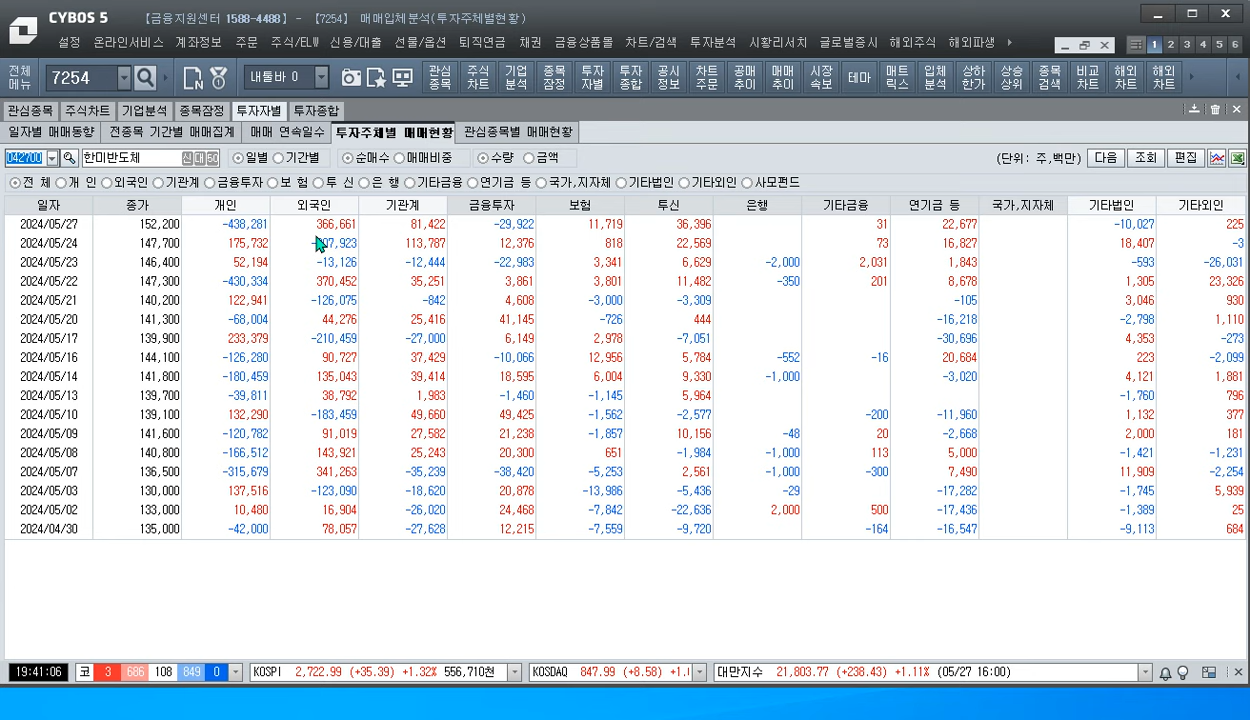 CYBOS 5 【금융지원센터 1588-4488】 - 【7254】 매매입체분석(투자주체별현황)
설정 온라인서비스 계좌정보 주문 주식/ELW 신용/대출 선물/옵션 퇴직연금 채권 금융상품몰 차트/검색 투자분석 시황리서치 글로벌증시 해외주식 해외파생 1 2 3 4 5 6
전체 메뉴 7254 내툴바 0 관심 종목 주식 차트 기업 분석 종목 잠정 투자 자별 투자 종합 공시 정보 차트 주문 공매 추이 매매 추이 시장 속보 테마 매트 릭스 입체 분석 상하 한가 상승 상위 종목 검색 비교 차트 해외 차트 해외 차트
관심종목 주식차트 기업분석 종목잠정 투자자별 투자종합
일자별 매매동향 전종목 기간별 매매집계 매매 연속일수 투자주체별 매매현황 관심종목별 매매현황
042700 한미반도체 신 대 50 일별 기간별 순매수 매매비중 수량 금액 (단위: 주,백만) 다음 조회 편집
전 체 개 인 외국인 기관계 금융투자 보 험 투 신 은 행 기타금융 연기금 등 국가,지자체 기타법인 기타외인 사모펀드
일자 종가 개인 외국인 기관계 금융투자 보험 투신 은행 기타금융 연기금 등 국가,지자체 기타법인 기타외인
2024/05/27 152,200 -438,281 366,661 81,422 -29,922 11,719 36,396 31 22,677 -10,027 225
2024/05/24 147,700 175,732 07,923 113,787 12,376 818 22,569 73 16,827 18,407 -3
2024/05/23 146,400 52,194 -13,126 -12,444 -22,983 3,341 6,629 -2,000 2,031 1,843 -593 -26,031
2024/05/22 147,300 -430,334 370,452 35,251 3,861 3,801 11,482 -350 201 8,678 1,305 23,326
2024/05/21 140,200 122,941 -126,075 -842 4,608 -3,000 -3,309 -105 3,046 930
2024/05/20 141,300 -68,004 44,276 25,416 41,145 -726 444 -16,218 -2,798 1,110
2024/05/17 139,900 233,379 -210,459 -27,000 6,149 2,978 -7,051 -30,696 4,353 -273
2024/05/16 144,100 -126,280 90,727 37,429 -10,066 12,956 5,784 -552 -16 20,684 223 -2,099
2024/05/14 141,800 -180,459 135,043 39,414 18,595 6,004 9,330 -1,000 -3,020 4,121 1,881
2024/05/13 139,700 -39,811 38,792 1,983 -1,460 -1,145 5,964 -1,760 796
2024/05/10 139,100 132,290 -183,459 49,660 49,425 -1,562 -2,577 -200 -11,960 1,132 377
2024/05/09 141,600 -120,782 91,019 27,582 21,238 -1,857 10,156 -48 20 -2,668 2,000 181
2024/05/08 140,800 -166,512 143,921 25,243 20,300 651 -1,984 -1,000 113 5,000 -1,421 -1,231
2024/05/07 136,500 -315,679 341,263 -35,239 -38,420 -5,253 2,561 -1,000 -300 7,490 11,909 -2,254
2024/05/03 130,000 137,516 -123,090 -18,620 20,878 -13,986 -5,436 -29 -17,282 -1,745 5,939
2024/05/02 133,000 10,480 16,904 -26,020 24,468 -7,842 -22,636 2,000 500 -17,436 -1,389 25
2024/04/30 135,000 -42,000 78,057 -27,628 12,215 -7,559 -9,720 -164 -16,547 -9,113 684
19:41:06 코 3 686 108 849 0 KOSPI 2,722.99 (+35.39) +1.32% 556,710천 KOSDAQ 847.99 (+8.58) 대만지수 21,803.77 (+238.43) +1.11% (05/27 16:00)